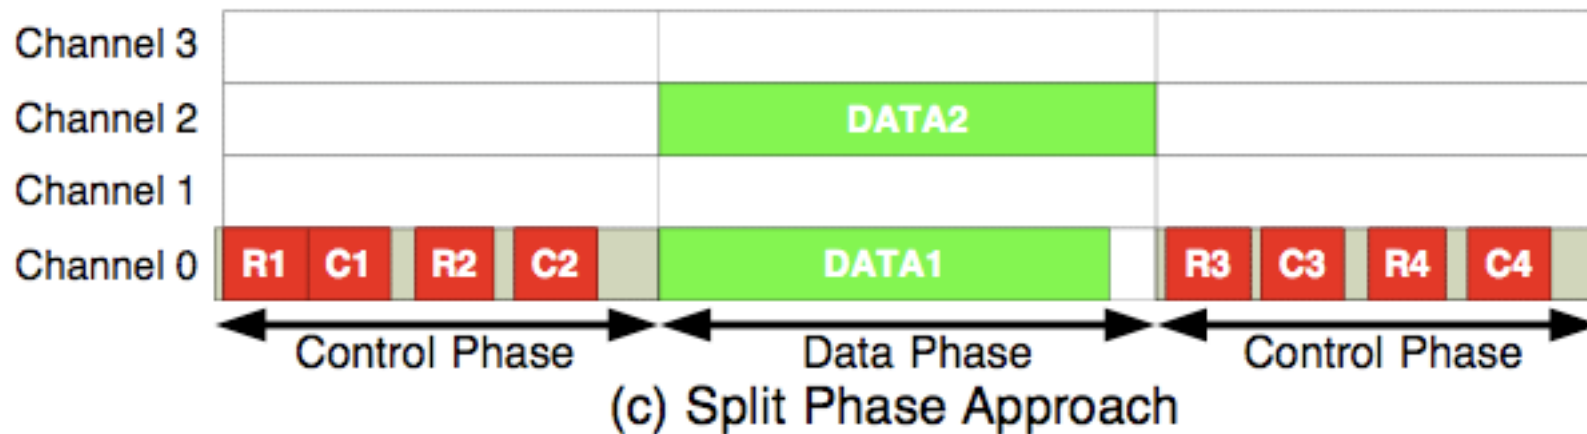 Channel 3
Channel 2 DATA2
Channel 1
Channel 0 R1 C1 R2 C2 DATA1 R3 C3 R4 C4
Control Phase Data Phase Control Phase
(c) Split Phase Approach